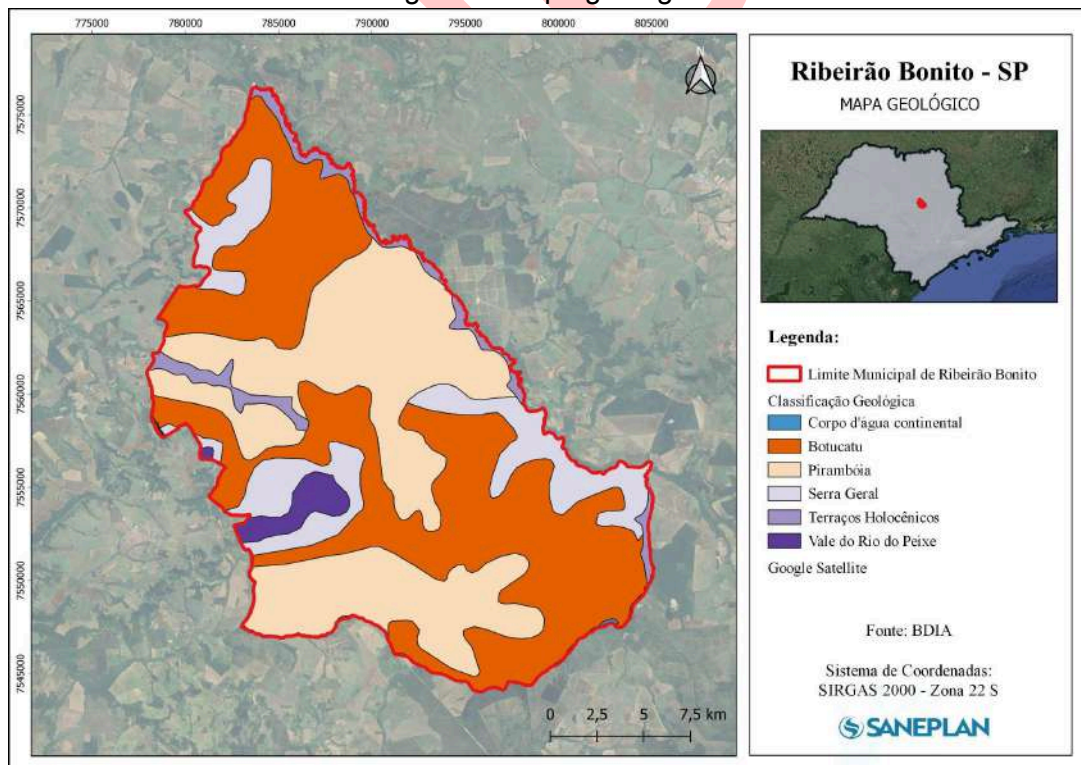 775000 780000 785000 790000 795000 800000 805000
7575000
7570000
7565000
7560000
7555000
7550000
7545000
N
0 2,5 5 7,5 km
Ribeirão Bonito - SP
MAPA GEOLÓGICO
Legenda:
Limite Municipal de Ribeirão Bonito
Classificação Geológica
Corpo d'água continental
Botucatu
Pirambóia
Serra Geral
Terraços Holocênicos
Vale do Rio do Peixe
Google Satellite
Fonte: BDIA
Sistema de Coordenadas:
SIRGAS 2000 - Zona 22 S
SANEPLAN